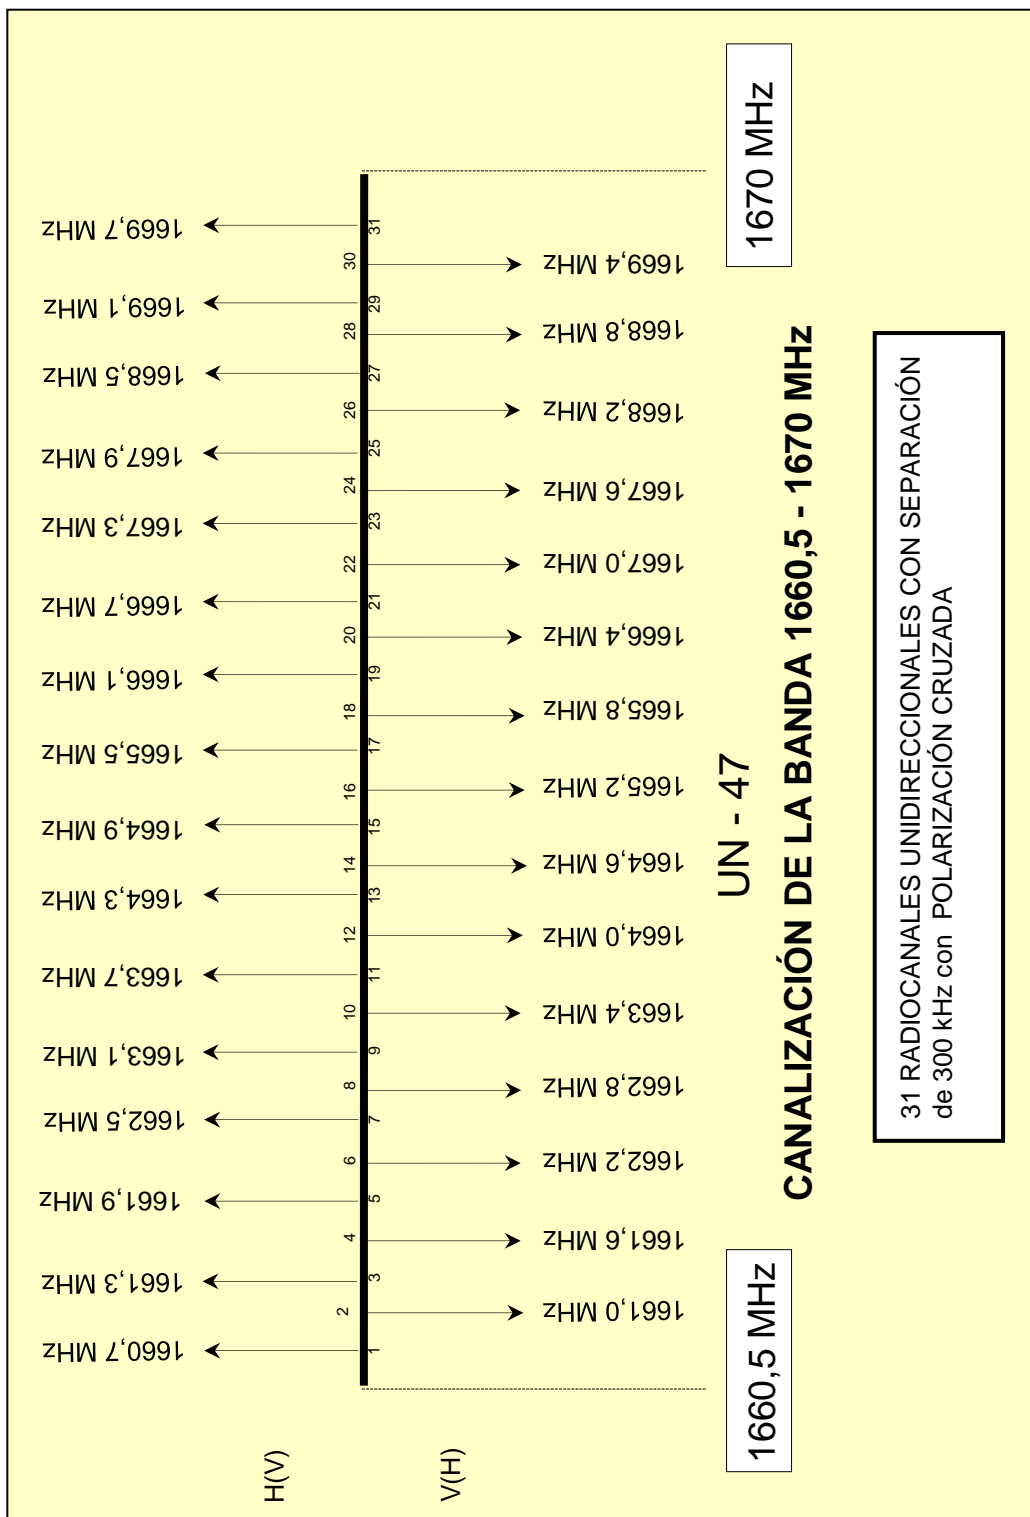 H(V)
1660,7 MHz
1661,3 MHz
1661,9 MHz
1662,5 MHz
1663,1 MHz
1663,7 MHz
1664,3 MHz
1664,9 MHz
1665,5 MHz
1666,1 MHz
1666,7 MHz
1667,3 MHz
1667,9 MHz
1668,5 MHz
1669,1 MHz
1669,7 MHz
2
4
6
8
10
12
14
16
18
20
22
24
26
28
30
1
3
5
7
9
11
13
15
17
19
21
23
25
27
29
31
V(H)
1661,0 MHz
1661,6 MHz
1662,2 MHz
1662,8 MHz
1663,4 MHz
1664,0 MHz
1664,6 MHz
1665,2 MHz
1665,8 MHz
1666,4 MHz
1667,0 MHz
1667,6 MHz
1668,2 MHz
1668,8 MHz
1669,4 MHz
1660,5 MHz
UN - 47
1670 MHz
CANALIZACIÓN DE LA BANDA 1660,5 - 1670 MHz
31 RADIOCANALES UNIDIRECCIONALES CON SEPARACIÓN
de 300 kHz con POLARIZACIÓN CRUZADA